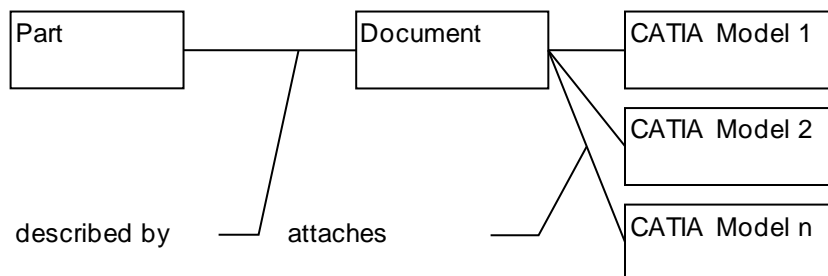 Part
Document
CATIA Model 1
CATIA Model 2
described by
attaches
CATIA Model n